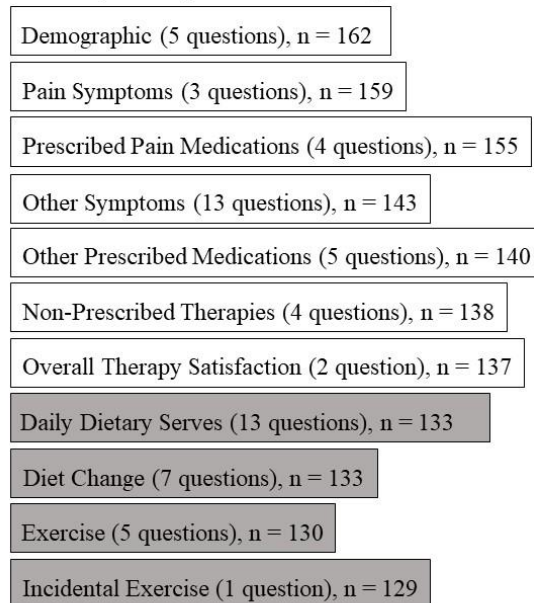 Demographic (5 questions), n = 162
Pain Symptoms (3 questions), n = 159
Prescribed Pain Medications (4 questions), n = 155
Other Symptoms (13 questions), n = 143
Other Prescribed Medications (5 questions), n = 140
Non-Prescribed Therapies (4 questions), n = 138
Overall Therapy Satisfaction (2 question), n = 137
Daily Dietary Serves (13 questions), n = 133
Diet Change (7 questions), n = 133
Exercise (5 questions), n = 130
Incidental Exercise (1 question), n = 129